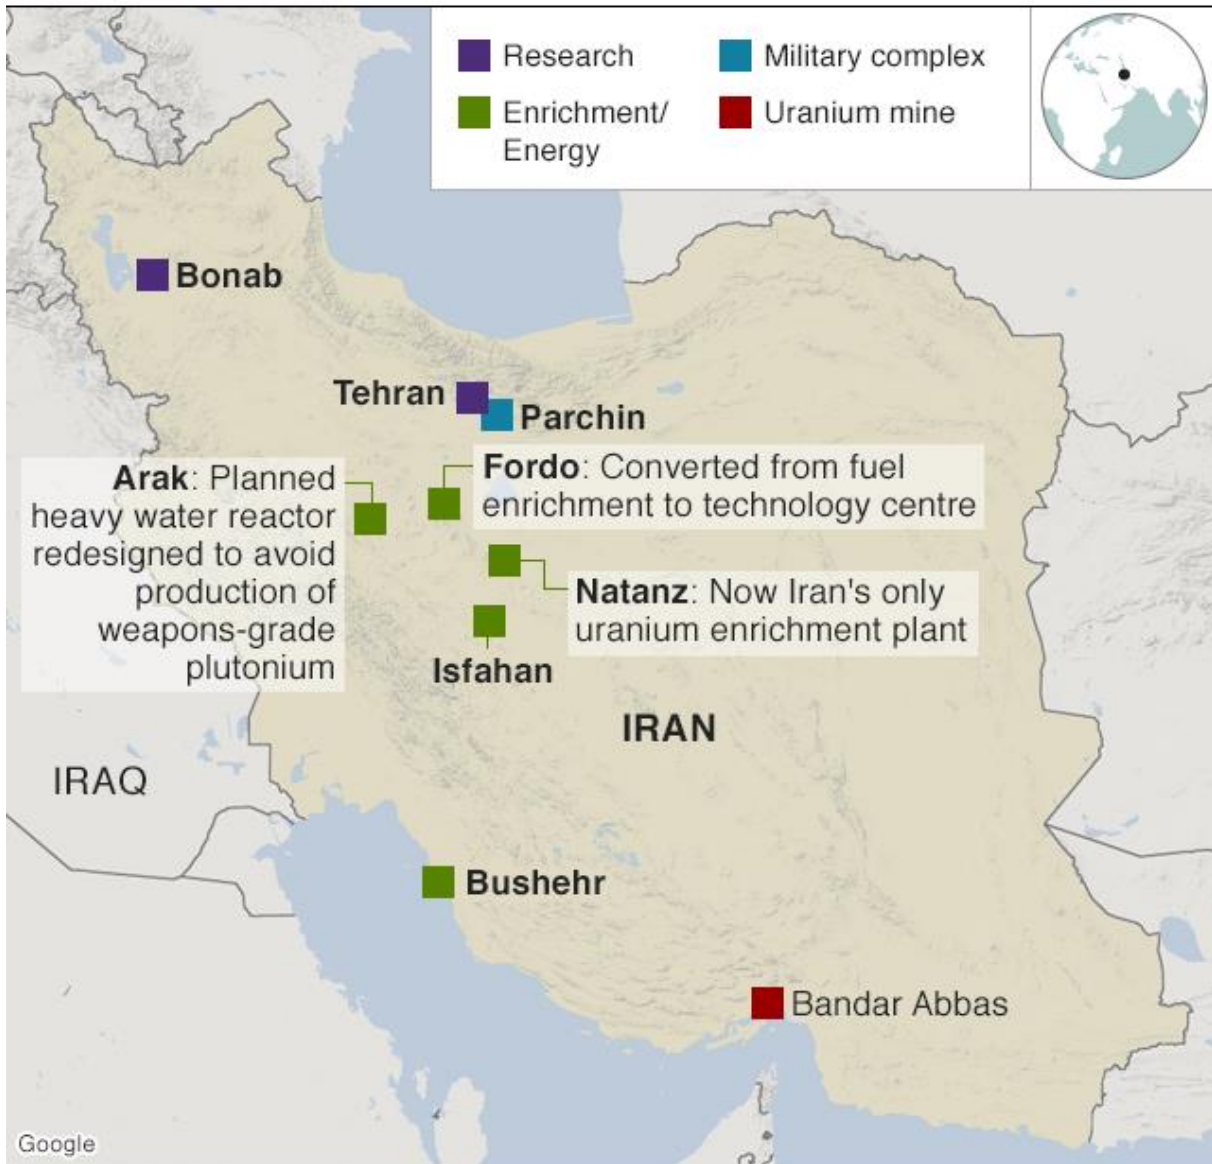 Research
Military complex
Enrichment/
Energy
Uranium mine
Bonab
Tehran
Parchin
Arak: Planned
heavy water reactor
redesigned to avoid
production of
weapons-grade
plutonium
Fordo: Converted from fuel
enrichment to technology centre
Natanz: Now Iran's only
uranium enrichment plant
Isfahan
IRAN
IRAQ
Bushehr
Bandar Abbas
Google